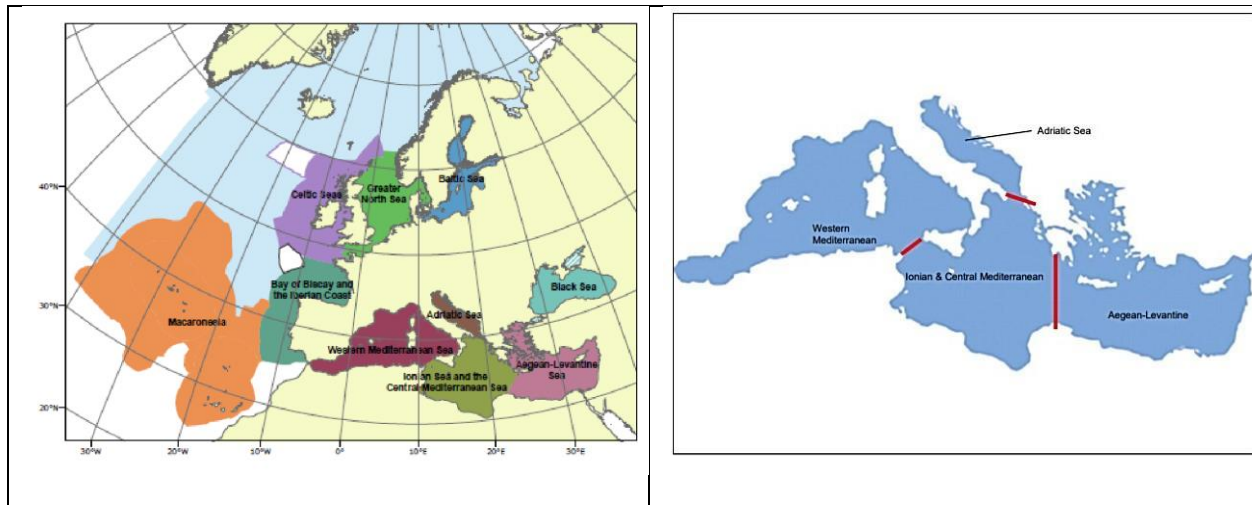 40°N
30°N
20°N
30°W
20°W
10°W
0°
10°E
20°E
30°E
Celtic Seas
Greater
North Sea
Baltic Sea
Bay of Biscay and
the Iberian Coast
Black Sea
Macaronesia
Adriatic Sea
Western Mediterranean Sea
Ionian Sea and the
Central Mediterranean Sea
Aegean-Levantine
Sea
Adriatic Sea
Western
Mediterranean
Ionian & Central Mediterranean
Aegean-Levantine